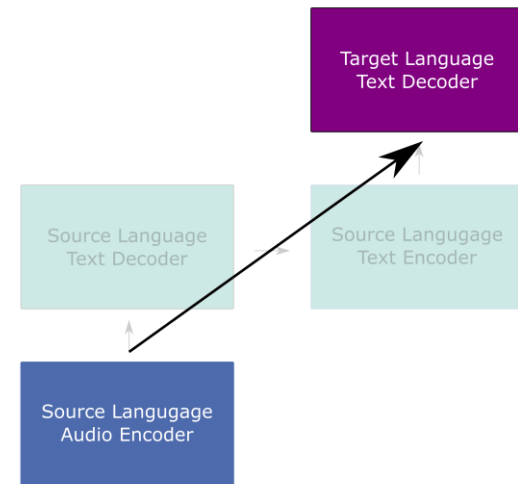 Target Language
Text Decoder
Source Language
Text Decoder
Source Langugage
Text Encoder
Source Langugage
Audio Encoder